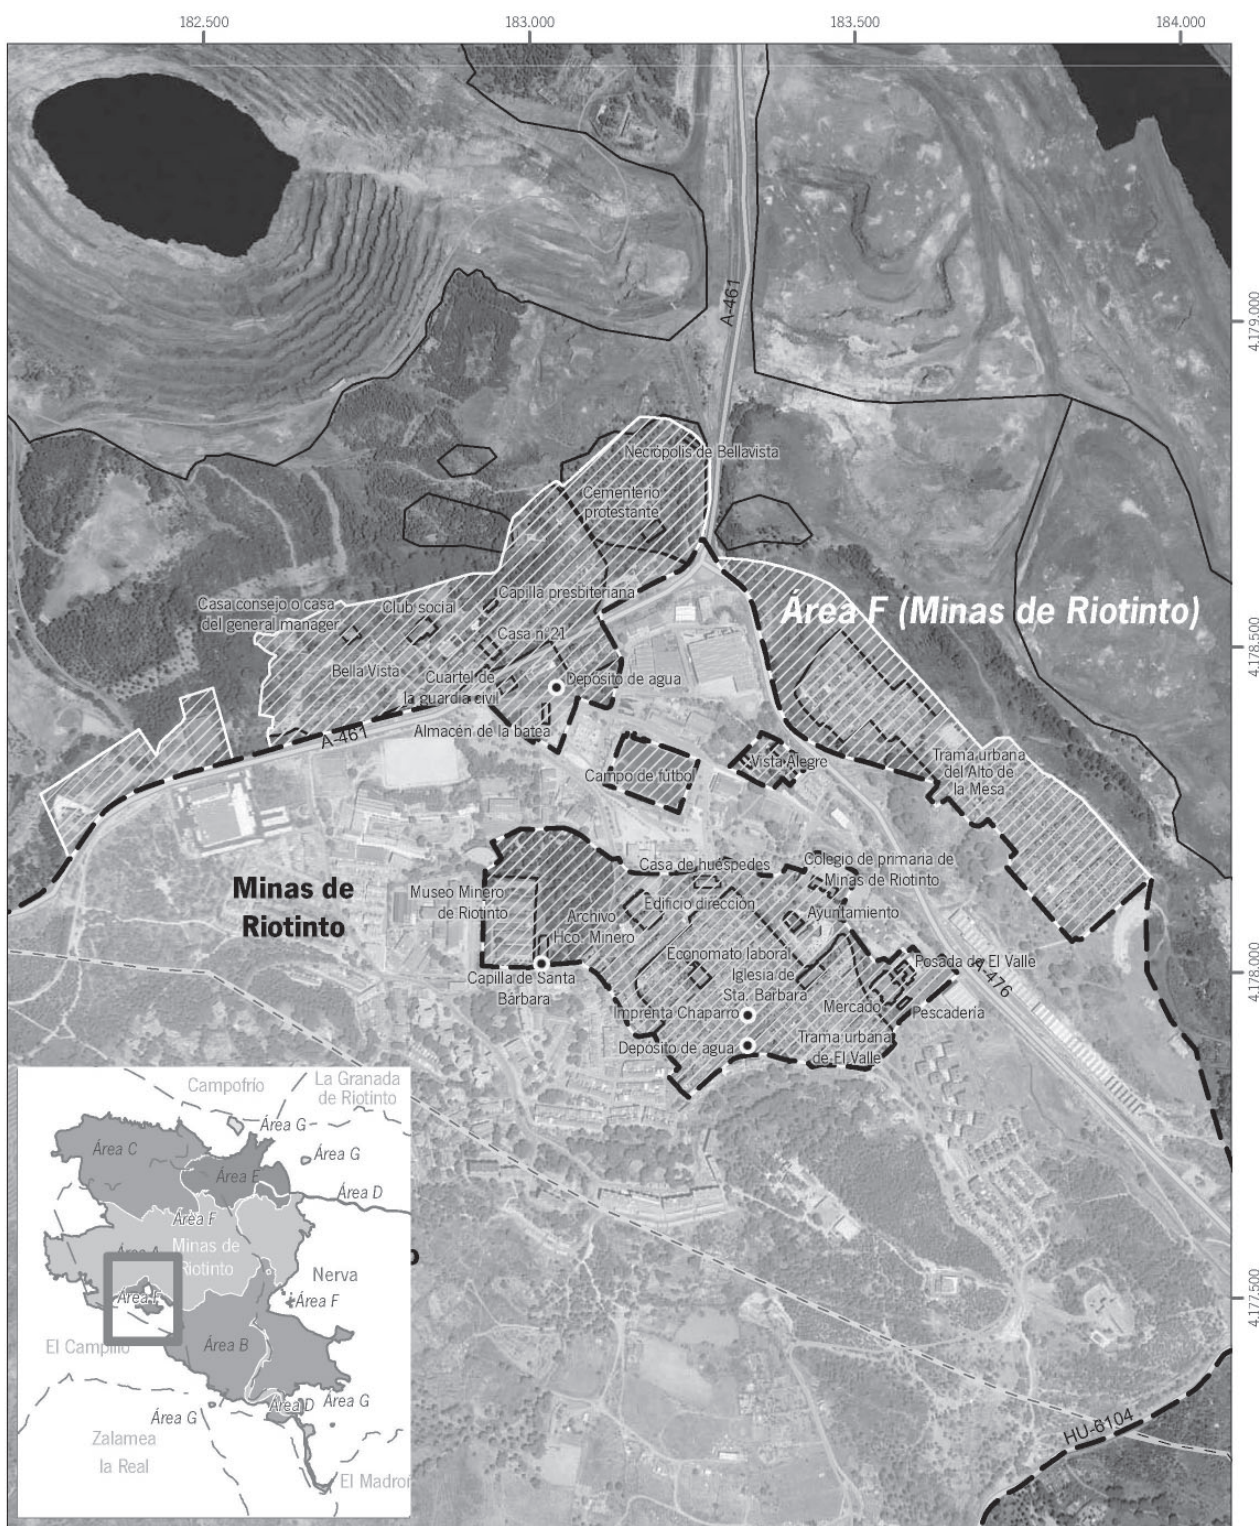 182.500
183.000
183.500
184.000
4.179.000
A-461
Necrópolis de Bellavista
Cementerio
protestante
Capilla presbiteriana
Casa consejo o casa
del general manager
Club social
Casa n. 21
Área F (Minas de Riotinto)
4.178.500
Bella Vista
Cuartel de
la guardia civil
Depósito de agua
Almacén de la batea
A-461
Campo de fútbol
Vista Alegre
Trama urbana
del Alto de
la Mesa
Minas de
Riotinto
Museo Minero
de Riotinto
Casa de huéspedes
Colegio de primaria de
Minas de Riotinto
Edificio dirección
Ayuntamiento
Archivo
Hco. Minero
Economato laboral
Posada de El Valle
A-476
4.178.000
Capilla de Santa
Bárbara
Iglesia de
Sta. Bárbara
Imprenta Chaparro
Mercado
Pescadería
Depósito de agua
Trama urbana
de El Valle
Campofrío
La Granada
de Riotinto
Área G
Área C
Área G
Área E
Área D
Área F
Área A
Minas de
Riotinto
Nerva
Área F
Área F
El Campillo
Área B
Área D
Área G
Área G
Zalamea
la Real
El Madroñ
4.177.500
HU-6104